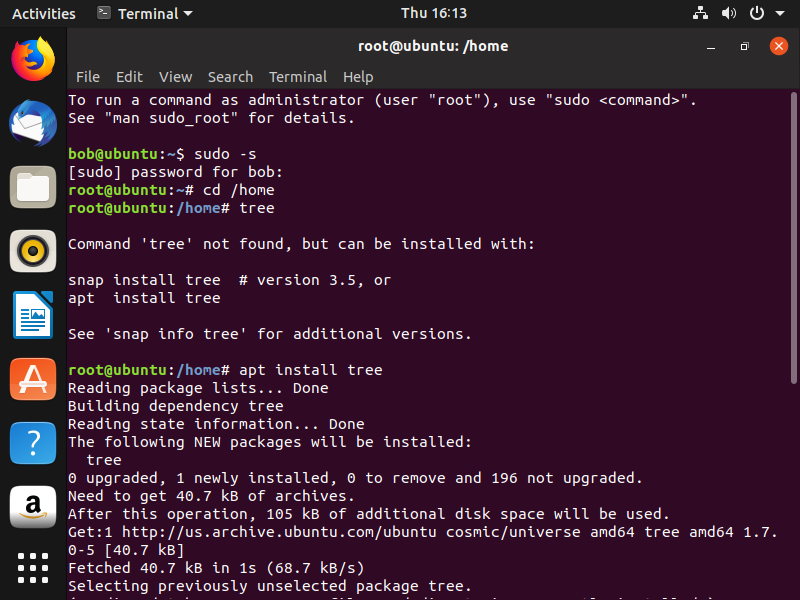 Activities Terminal Thu 16:13
root@ubuntu: /home
File Edit View Search Terminal Help
To run a command as administrator (user "root"), use "sudo <command>".
See "man sudo_root" for details.
bob@ubuntu:~$ sudo -s
[sudo] password for bob:
root@ubuntu:~# cd /home
root@ubuntu:/home# tree
Command 'tree' not found, but can be installed with:
snap install tree  # version 3.5, or
apt  install tree
See 'snap info tree' for additional versions.
root@ubuntu:/home# apt install tree
Reading package lists... Done
Building dependency tree
Reading state information... Done
The following NEW packages will be installed:
  tree
0 upgraded, 1 newly installed, 0 to remove and 196 not upgraded.
Need to get 40.7 kB of archives.
After this operation, 105 kB of additional disk space will be used.
Get:1 http://us.archive.ubuntu.com/ubuntu cosmic/universe amd64 tree amd64 1.7.
0-5 [40.7 kB]
Fetched 40.7 kB in 1s (68.7 kB/s)
Selecting previously unselected package tree.